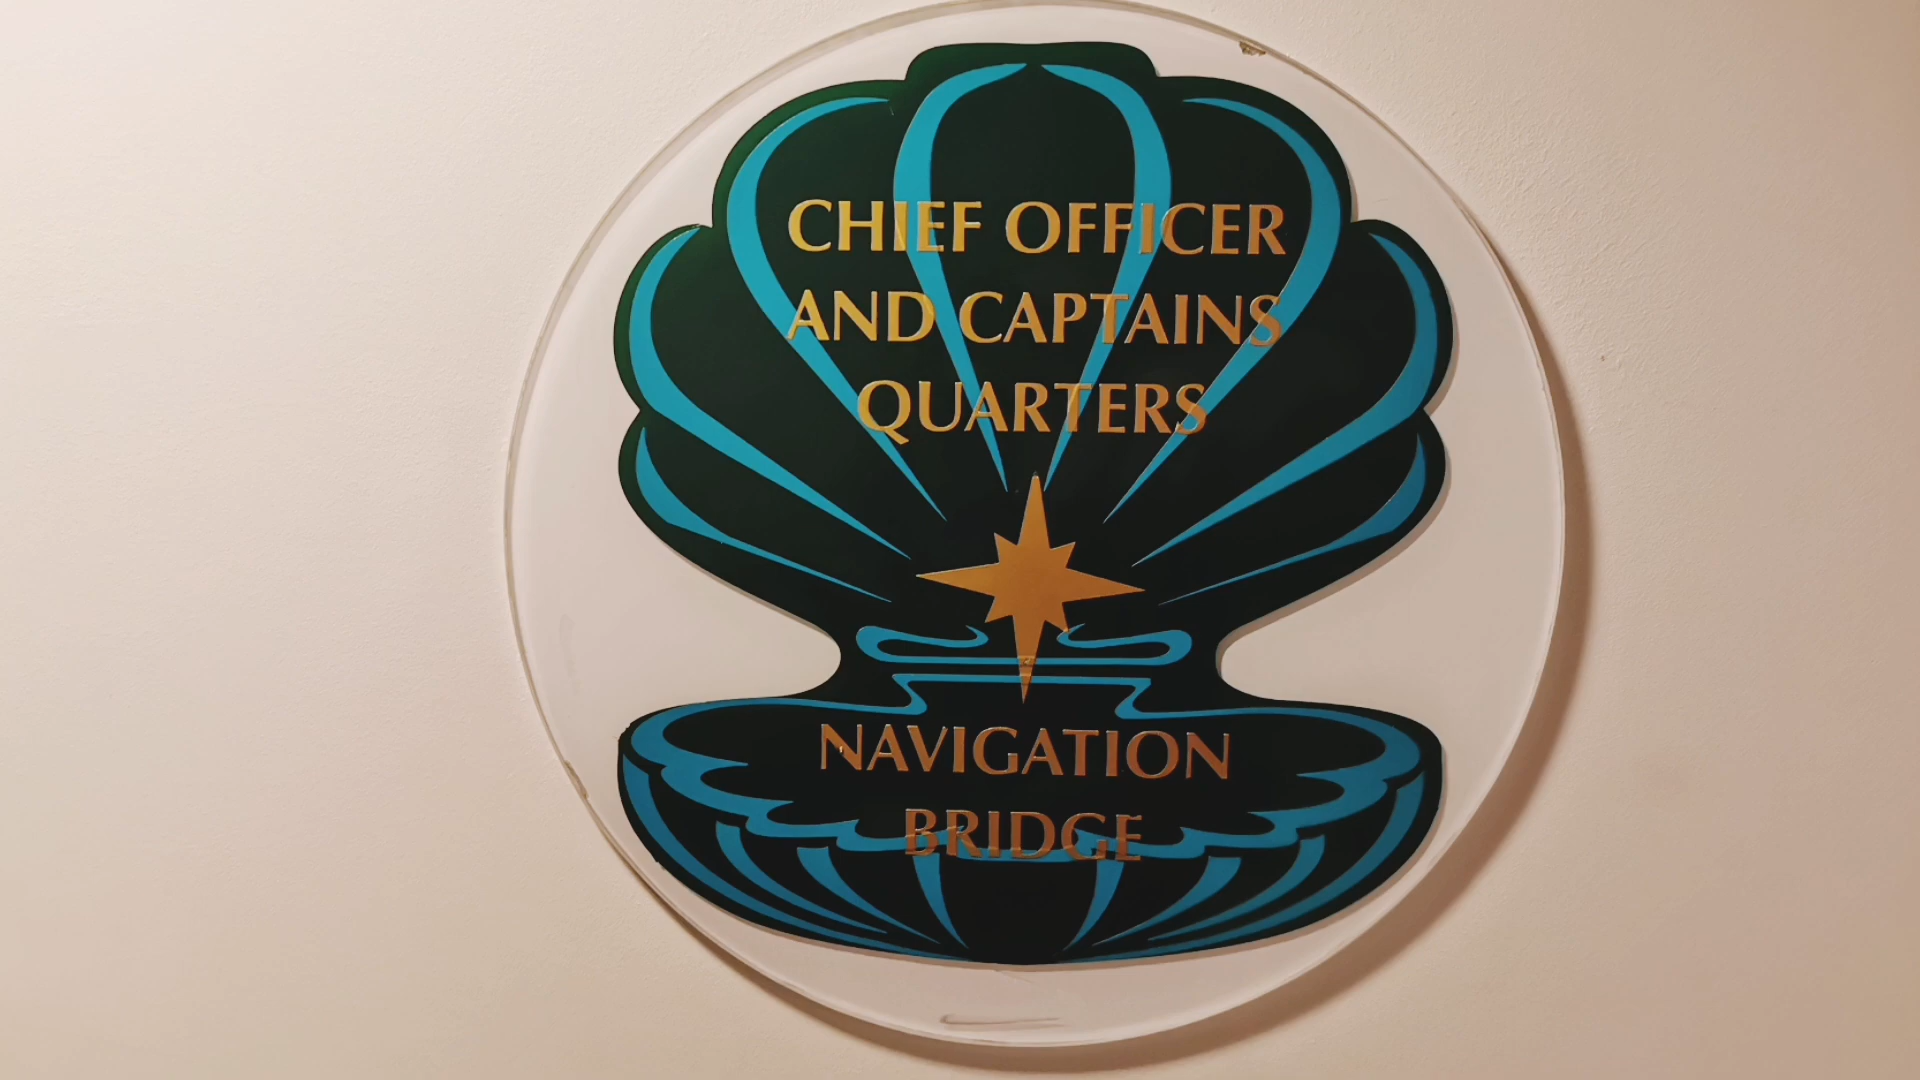 CHIEF OFFICER
AND CAPTAINS
QUARTERS
NAVIGATION
BRIDGE